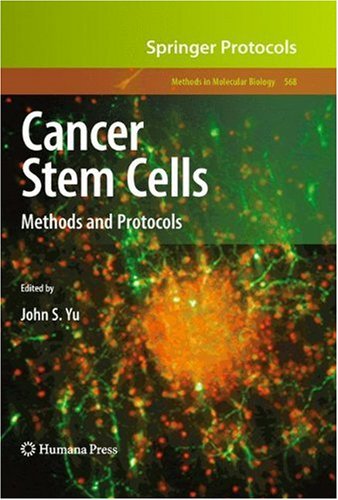 Springer Protocols
Methods in Molecular Biology 568
Cancer
Stem Cells
Methods and Protocols
Edited by
John S. Yu
Humana Press